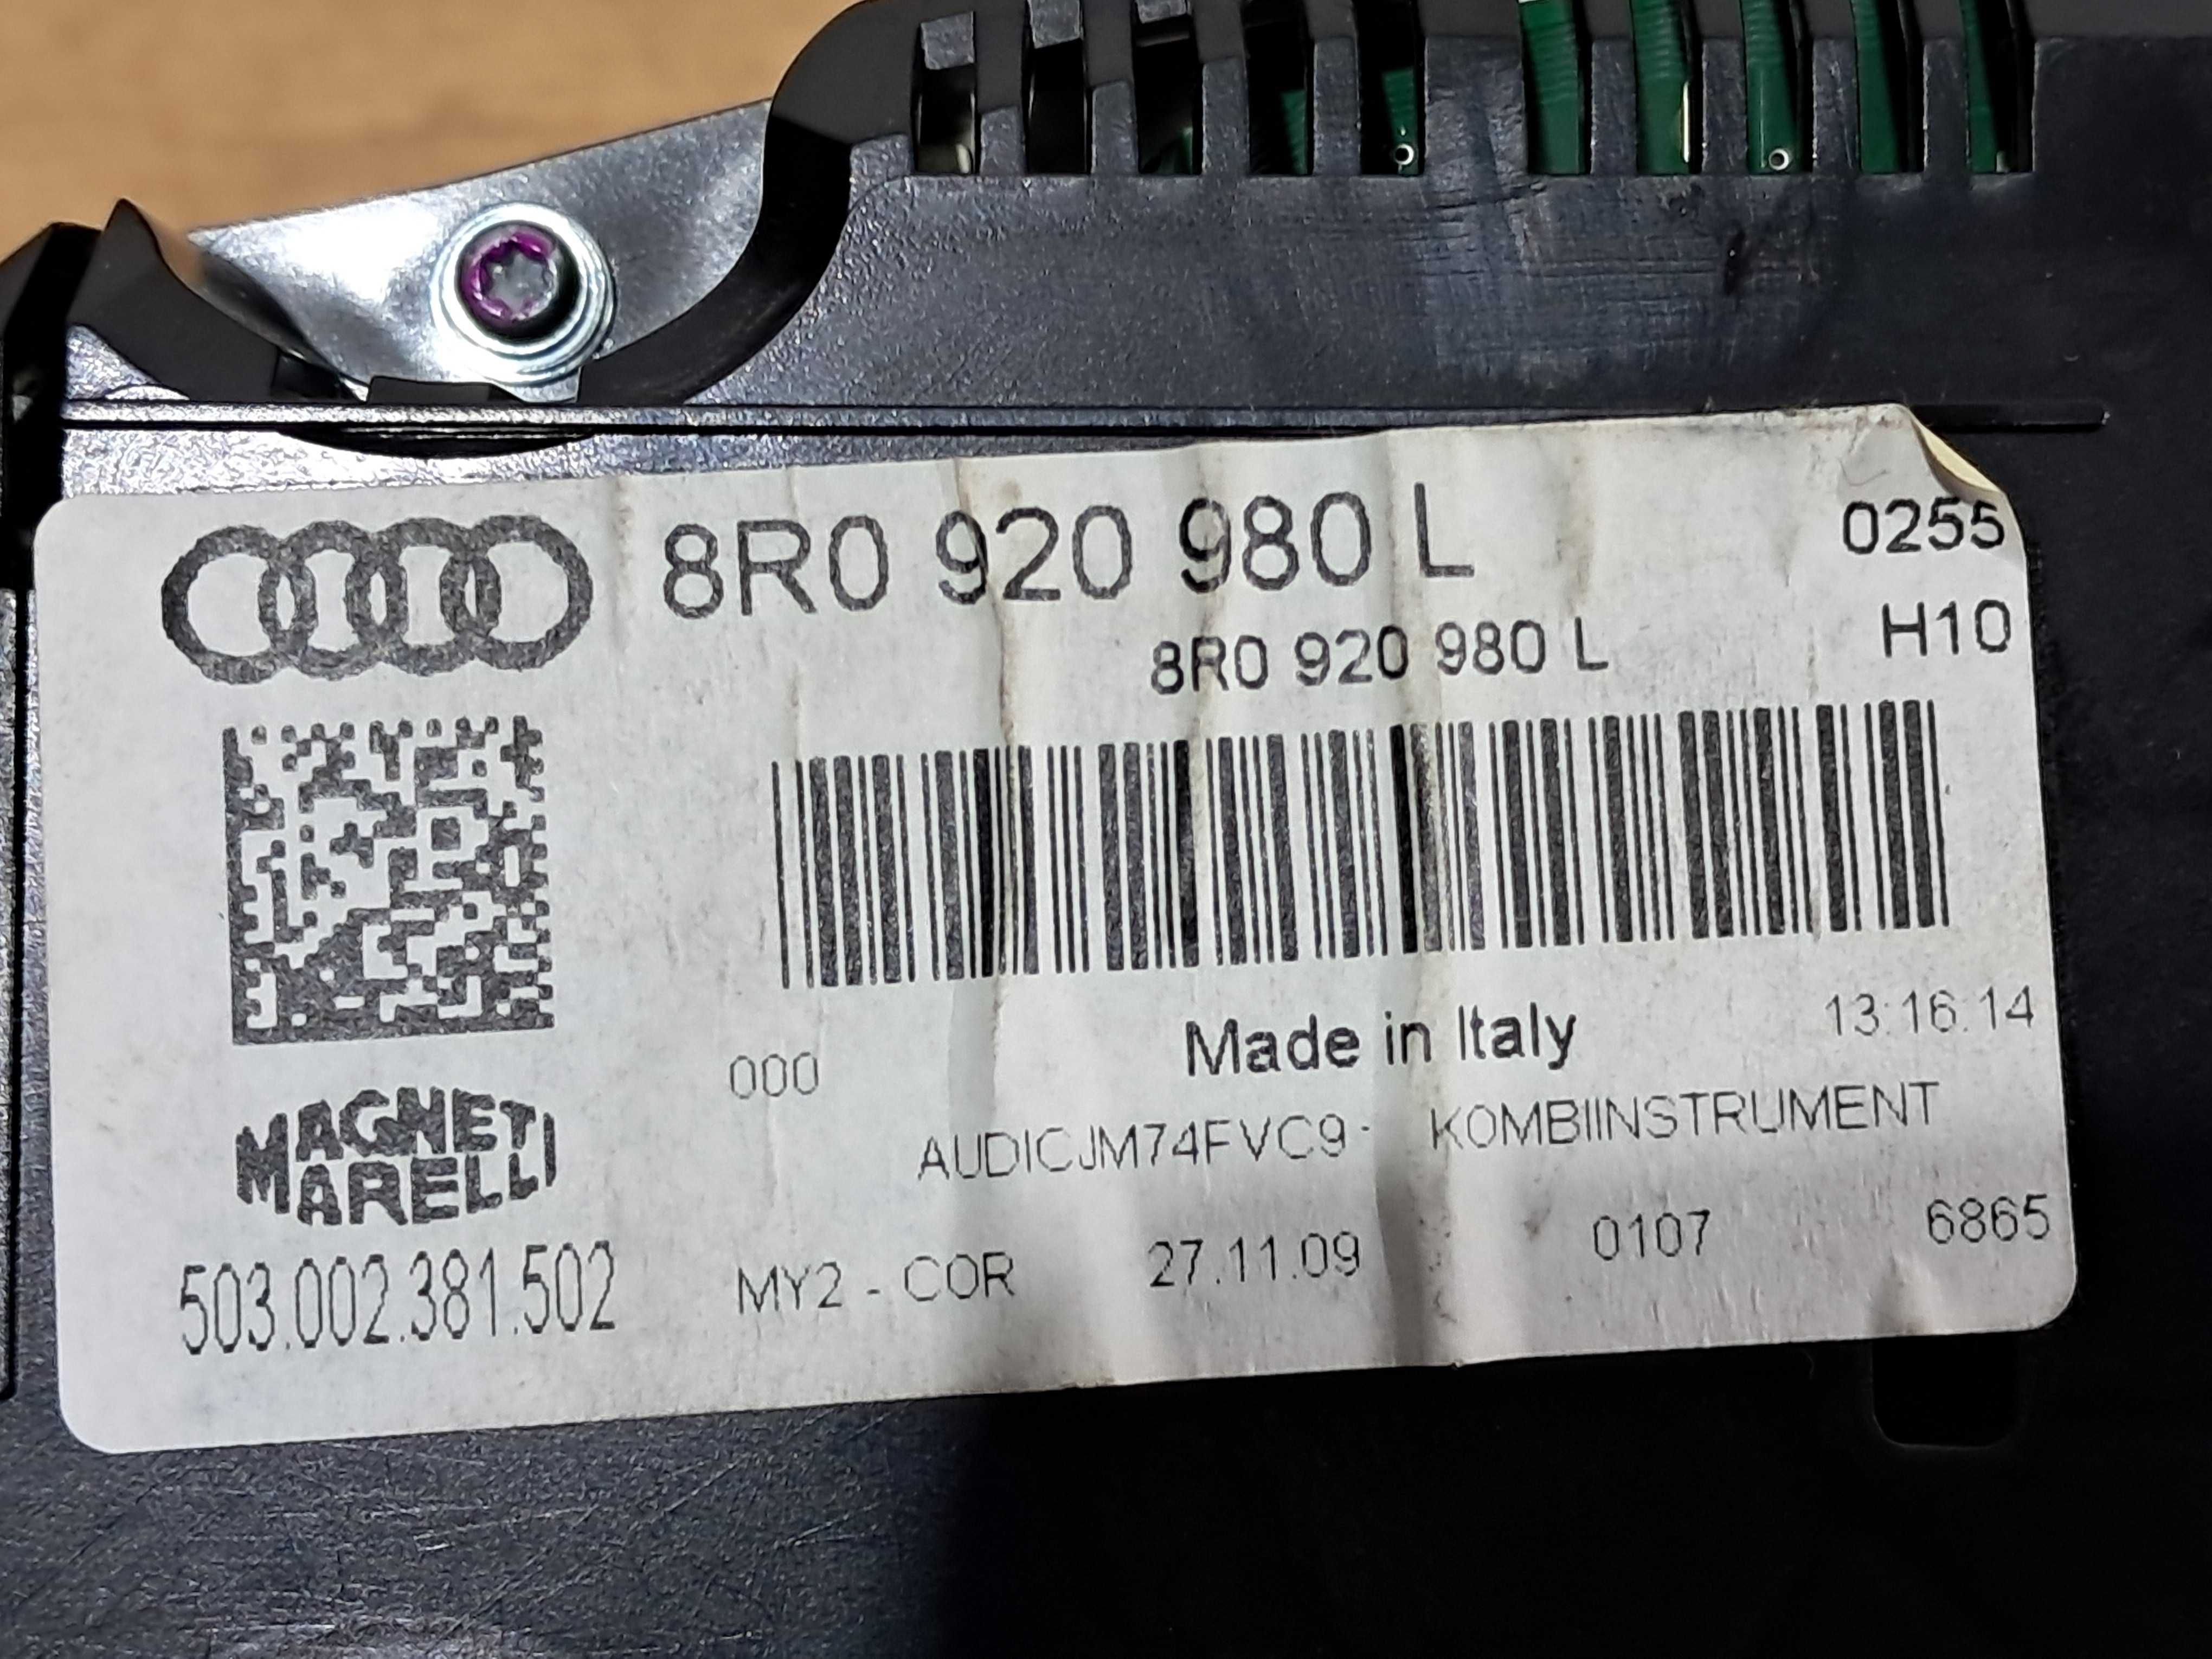 8R0 920 980 L 0255
8R0 920 980 L H10
Made in Italy 13:16:14
000
MAGNETI
MARELLI
AUDICJM74FVC9- KOMBIINSTRUMENT
503.002.381.502 MY2 - COR 27.11.09 0107 6865